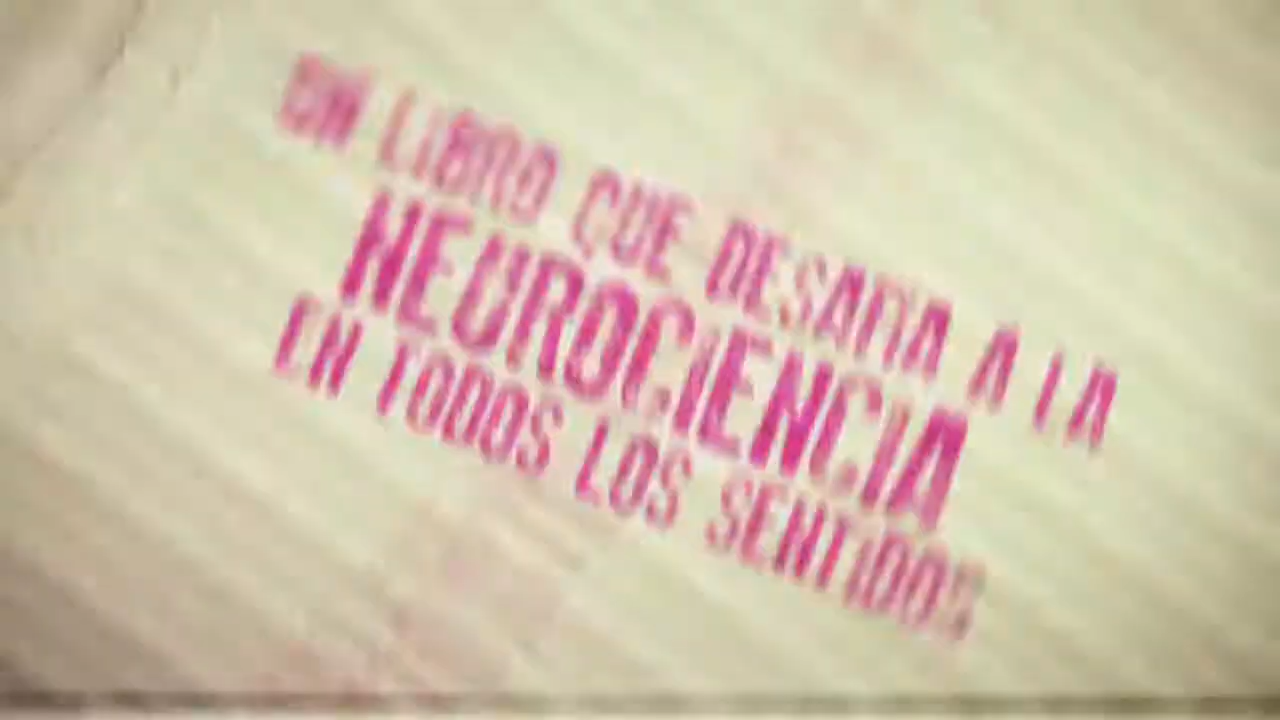 UN LIBRO QUE DESAFIA A LA
NEUROCIENCIA
EN TODOS LOS SENTIDOS